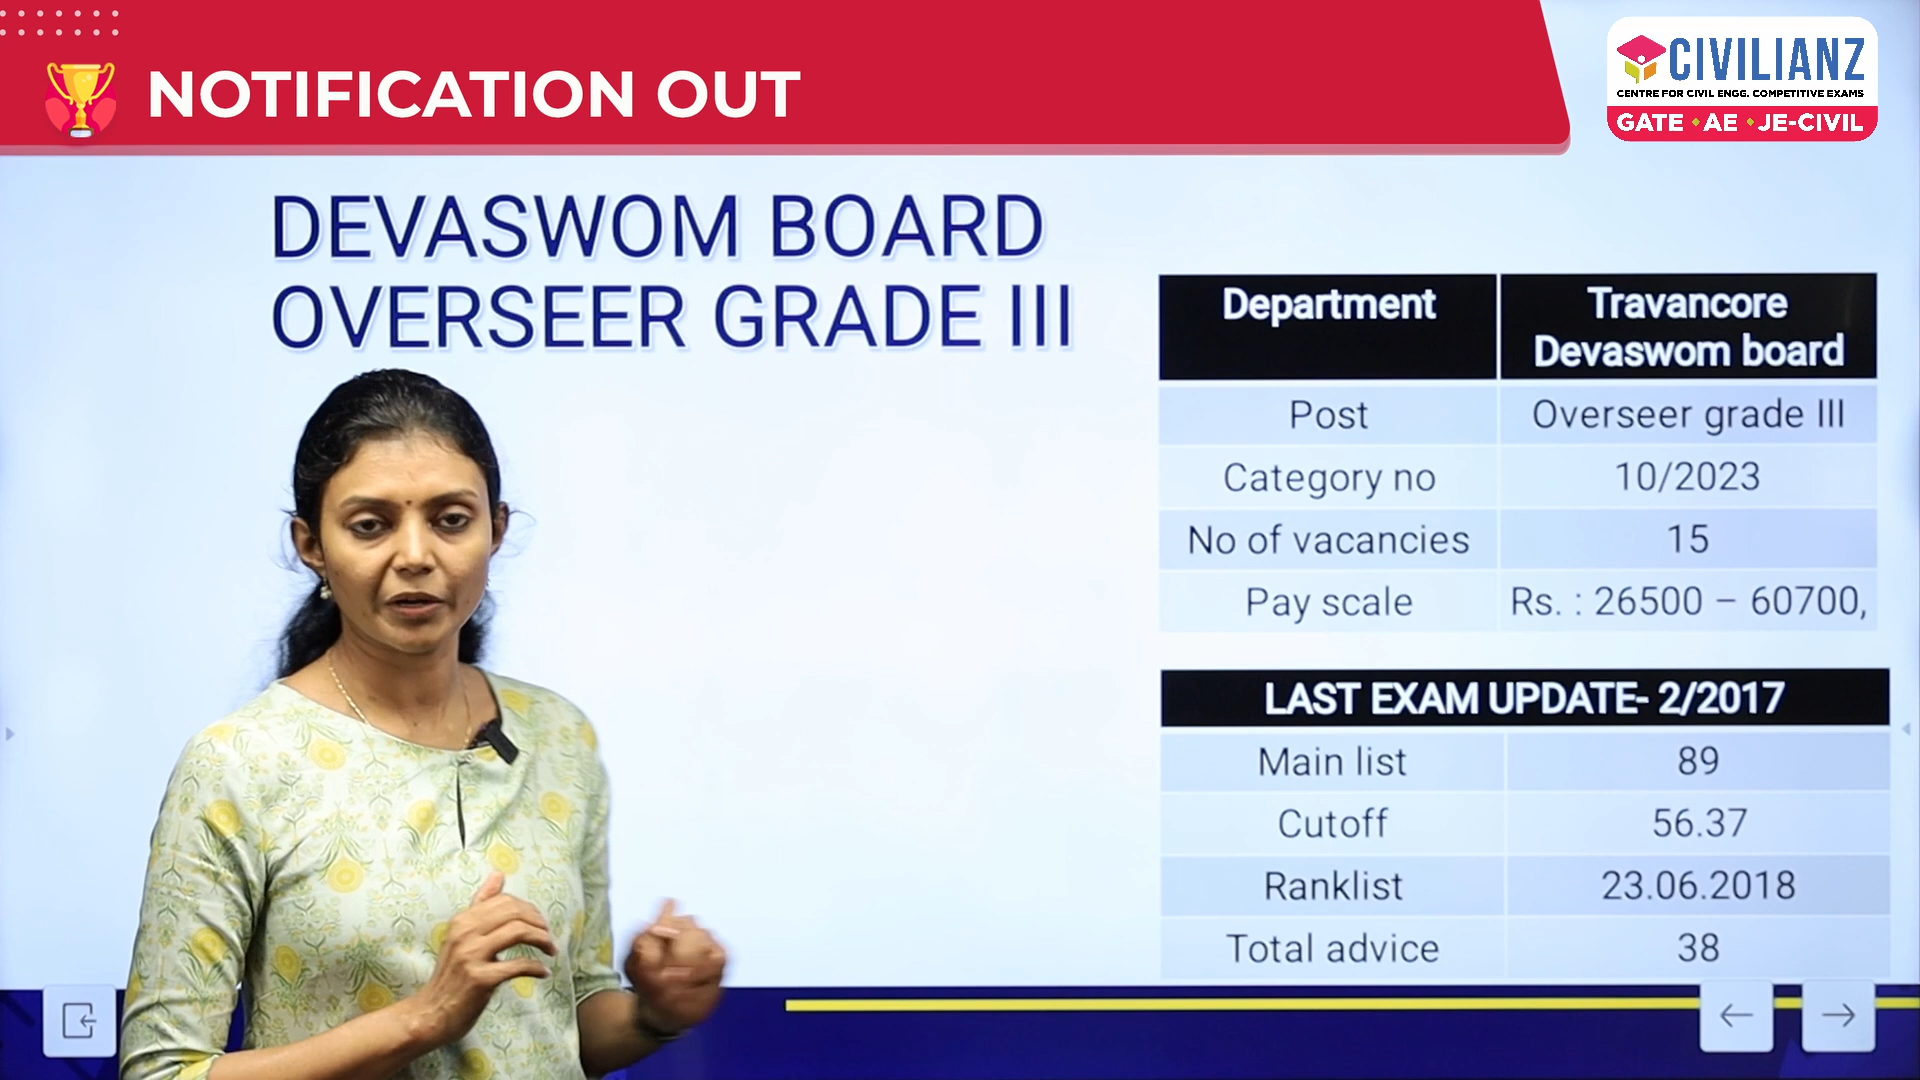 NOTIFICATION OUT
CIVILIANZ
CENTRE FOR CIVIL ENGG. COMPETITIVE EXAMS
GATE • AE • JE-CIVIL
DEVASWOM BOARD
OVERSEER GRADE III
Department Travancore
Devaswom board
Post Overseer grade III
Category no 10/2023
No of vacancies 15
Pay scale Rs. : 26500 – 60700,
LAST EXAM UPDATE- 2/2017
Main list 89
Cutoff 56.37
Ranklist 23.06.2018
Total advice 38